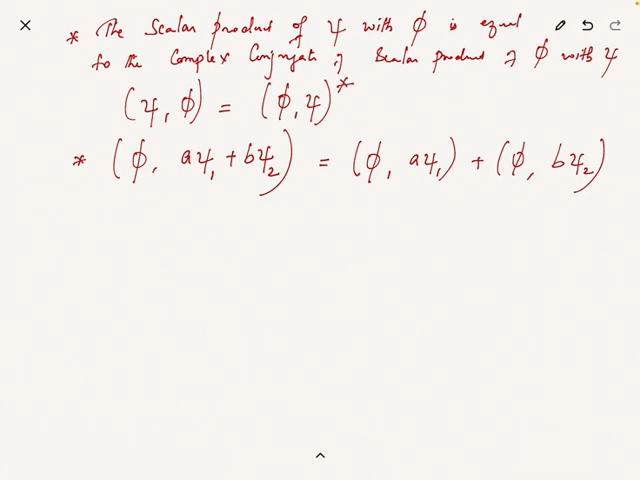 * The Scalar product of ψ with ϕ is equal
to the Complex Conjugate of Scalar product of ϕ with ψ
(ψ, ϕ) = (ϕ, ψ)*
* (ϕ, aψ₁ + bψ₂) = (ϕ, aψ₁) + (ϕ, bψ₂)